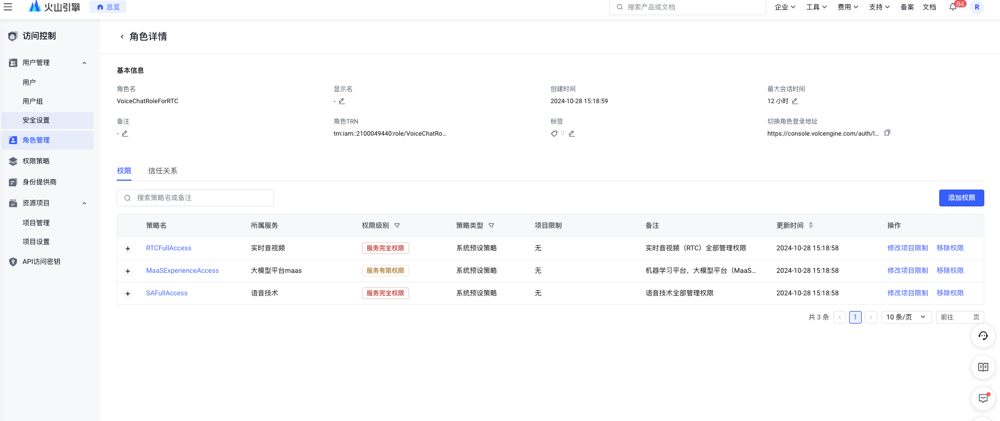 火山引擎
总览
搜索产品或文档
企业
工具
费用
支持
备案
文档
84
R
访问控制
用户管理
用户
用户组
安全设置
角色管理
权限策略
身份提供商
资源项目
项目管理
项目设置
API访问密钥
角色详情
基本信息
角色名
显示名
创建时间
最大会话时间
VoiceChatRoleForRTC
-
2024-10-28 15:18:59
12 小时
备注
角色TRN
标签
切换角色登录地址
-
trn:iam::2100049440:role/VoiceChatRo...
0
https://console.volcengine.com/auth/l...
权限
信任关系
搜索策略名或备注
添加权限
策略名 所属服务 权限级别 策略类型 项目限制 备注 更新时间 操作
RTCFullAccess 实时音视频 服务完全权限 系统预设策略 无 实时音视频（RTC）全部管理权限 2024-10-28 15:18:58 修改项目限制 移除权限
MaaSExperienceAccess 大模型平台maas 服务有限权限 系统预设策略 无 机器学习平台，大模型平台（MaaS... 2024-10-28 15:18:58 修改项目限制 移除权限
SAFullAccess 语音技术 服务完全权限 系统预设策略 无 语音技术全部管理权限 2024-10-28 15:18:58 修改项目限制 移除权限
共 3 条
1
10 条/页
前往
页